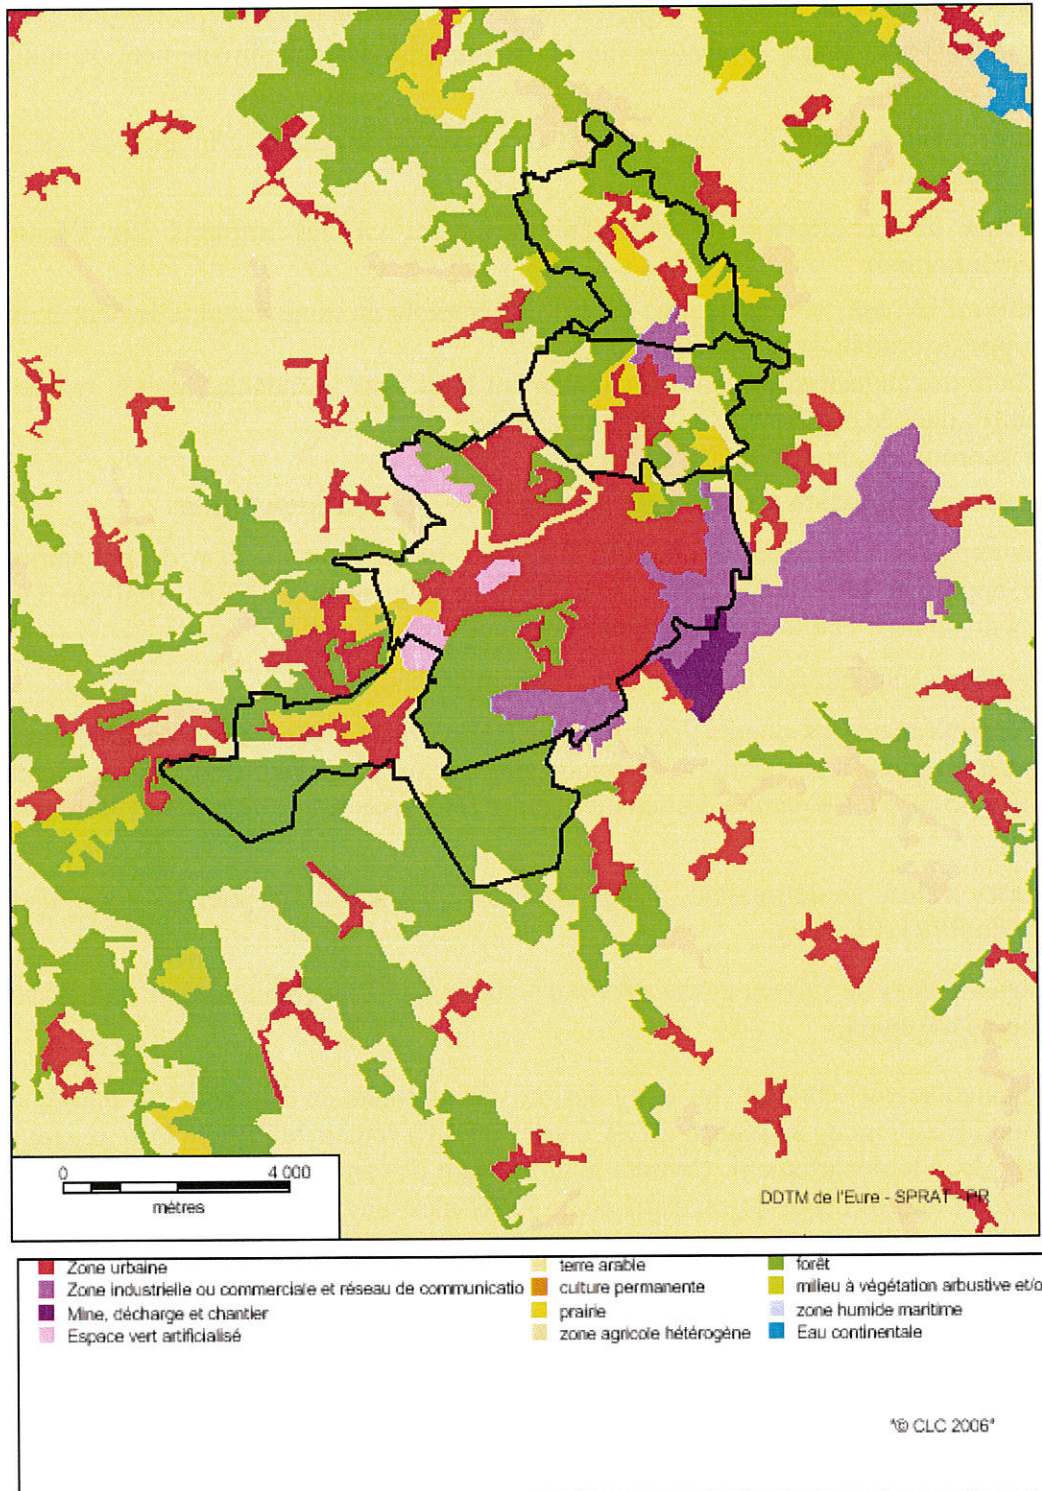 0 4 000
mètres
DDTM de l'Eure - SPRAT - PR
Zone urbaine
Zone industrielle ou commerciale et réseau de communicatio
Mine, décharge et chantier
Espace vert artificialisé
terre arable
culture permanente
prairie
zone agricole hétérogène
forêt
milieu à végétation arbustive et/o
zone humide maritime
Eau continentale
"© CLC 2006"